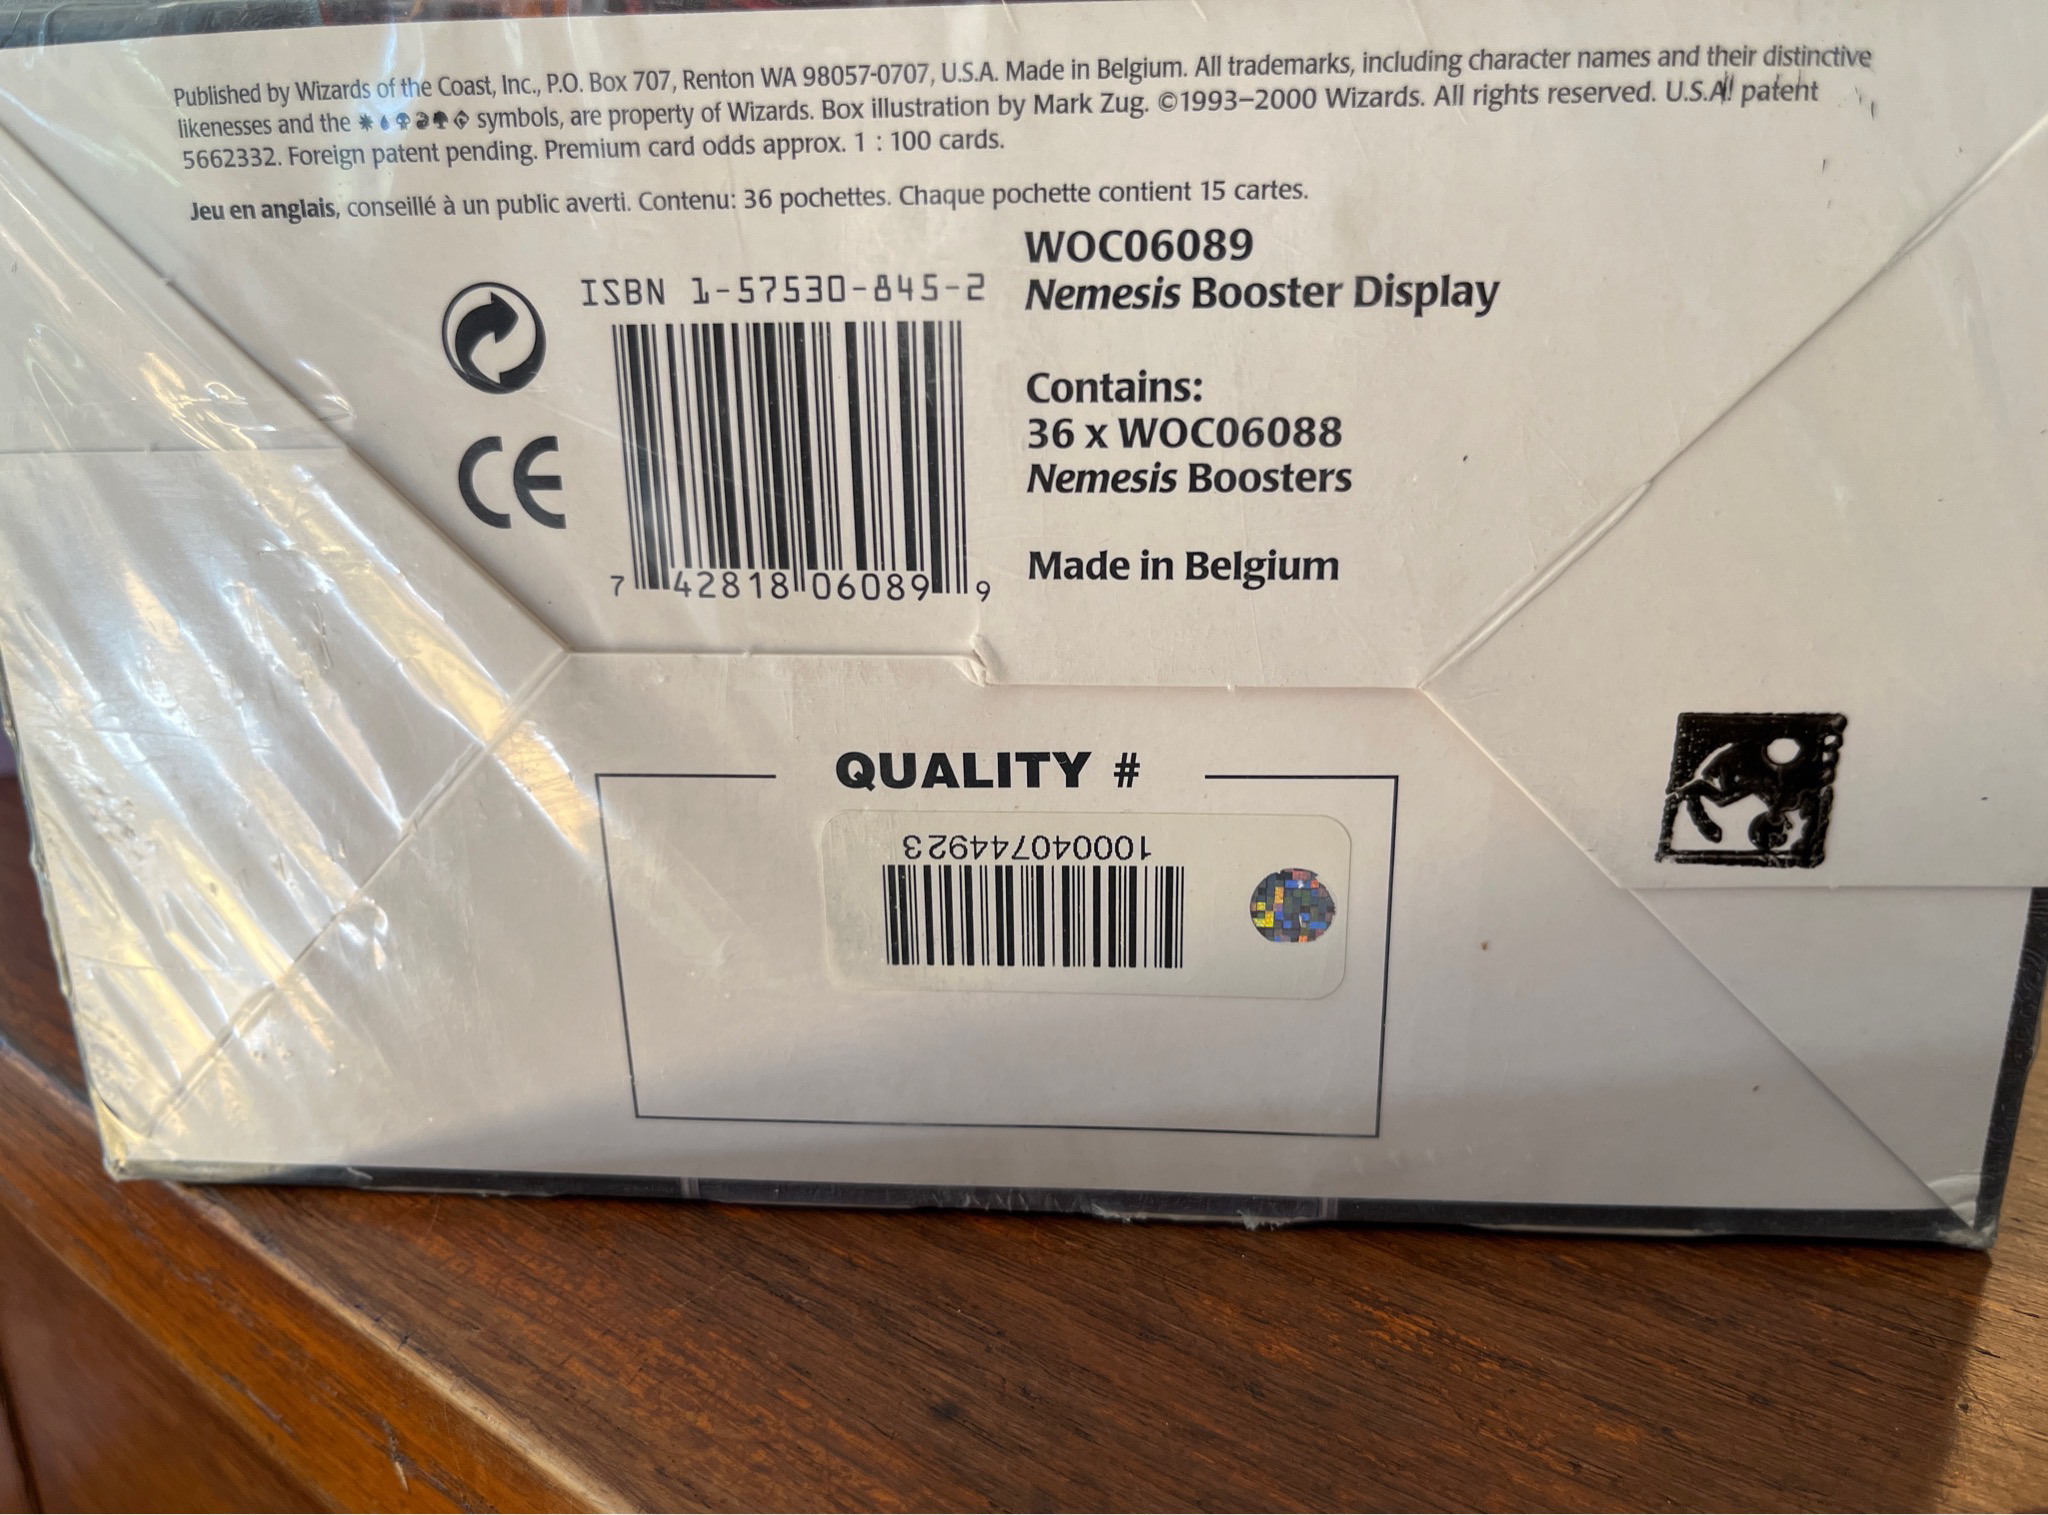 Published by Wizards of the Coast, Inc., P.O. Box 707, Renton WA 98057-0707, U.S.A. Made in Belgium. All trademarks, including character names and their distinctive
likenesses and the symbols, are property of Wizards. Box illustration by Mark Zug. ©1993–2000 Wizards. All rights reserved. U.S.A. patent
5662332. Foreign patent pending. Premium card odds approx. 1 : 100 cards.
Jeu en anglais, conseillé à un public averti. Contenu: 36 pochettes. Chaque pochette contient 15 cartes.
WOC06089
ISBN 1-57530-845-2
Nemesis Booster Display
Contains:
36 x WOC06088
Nemesis Boosters
CE
Made in Belgium
7 42818 06089 9
QUALITY #
1000407444923